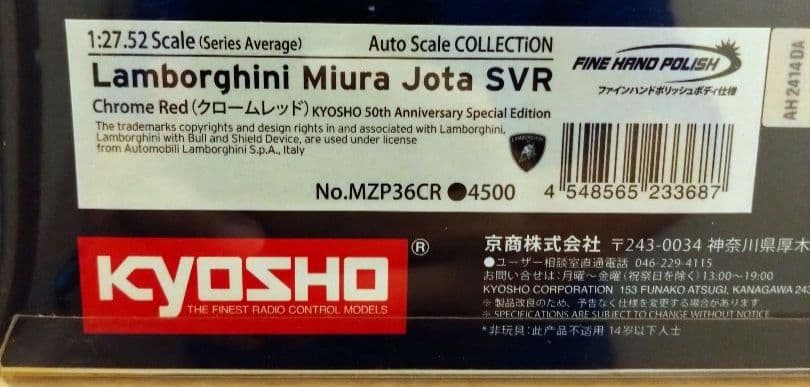 1:27.52 Scale (Series Average) Auto Scale COLLECTiON
Lamborghini Miura Jota SVR
FINE HAND POLISH
ファインハンドポリッシュボディ仕様
Chrome Red (クロームレッド) KYOSHO 50th Anniversary Special Edition
The trademarks copyrights and design rights in and associated with Lamborghini,
Lamborghini with Bull and Shield Device, are used under license
from Automobili Lamborghini S.p.A., Italy
No.MZP36CR ●4500
4 548565 233687
AH 2414 DA
KYOSHO ®
THE FINEST RADIO CONTROL MODELS
京商株式会社 〒243-0034 神奈川県厚木
●ユーザー相談室直通電話 046-229-4115
お問い合せは:月曜〜金曜(祝祭日を除く)13:00〜19:00
KYOSHO CORPORATION 153 FUNAKO ATSUGI, KANAGAWA 243
※ 製品改良のため、予告なく仕様を変更する場合があります
※ SPECIFICATIONS ARE SUBJECT TO CHANGE WITHOUT NOTICE
*非玩具:此产品不适用 14岁以下人士